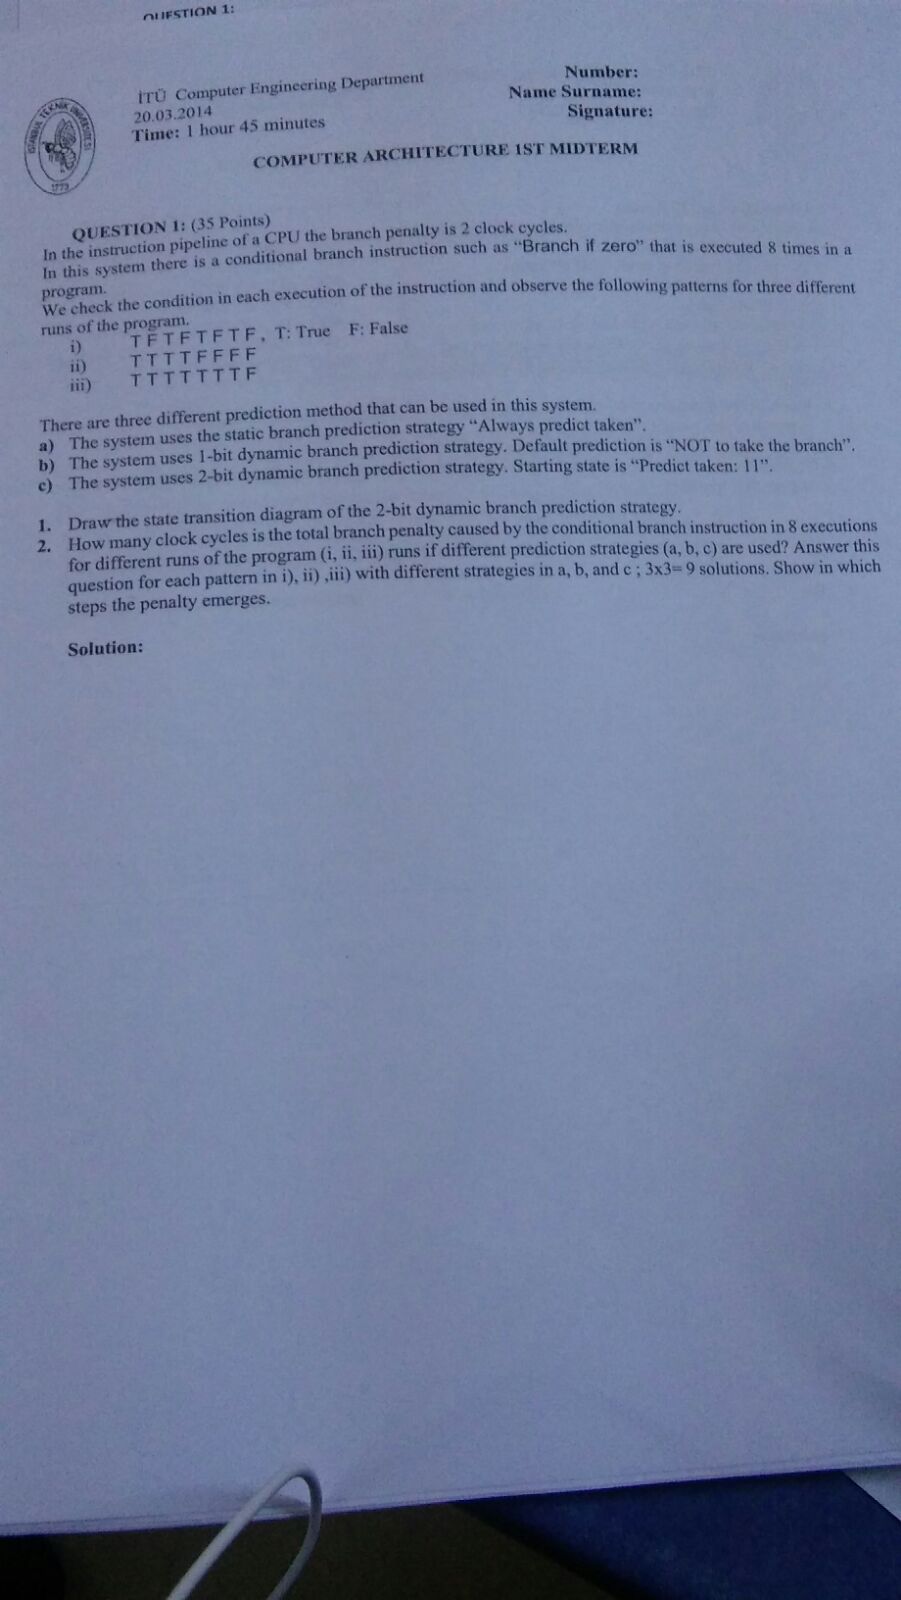 QUESTION 1:
İTÜ Computer Engineering Department
20.03.2014
Time: 1 hour 45 minutes
Number:
Name Surname:
Signature:
İSTANBUL TEKNİK ÜNİVERSİTESİ
1773
COMPUTER ARCHITECTURE 1ST MIDTERM
QUESTION 1: (35 Points)
In the instruction pipeline of a CPU the branch penalty is 2 clock cycles.
In this system there is a conditional branch instruction such as “Branch if zero” that is executed 8 times in a
program.
We check the condition in each execution of the instruction and observe the following patterns for three different
runs of the program.
i) T F T F T F T F, T: True F: False
ii) T T T T F F F F
iii) T T T T T T T F
There are three different prediction method that can be used in this system.
a) The system uses the static branch prediction strategy “Always predict taken”.
b) The system uses 1-bit dynamic branch prediction strategy. Default prediction is “NOT to take the branch”.
c) The system uses 2-bit dynamic branch prediction strategy. Starting state is “Predict taken: 11”.
1. Draw the state transition diagram of the 2-bit dynamic branch prediction strategy.
2. How many clock cycles is the total branch penalty caused by the conditional branch instruction in 8 executions
for different runs of the program (i, ii, iii) runs if different prediction strategies (a, b, c) are used? Answer this
question for each pattern in i), ii) ,iii) with different strategies in a, b, and c ; 3x3= 9 solutions. Show in which
steps the penalty emerges.
Solution: